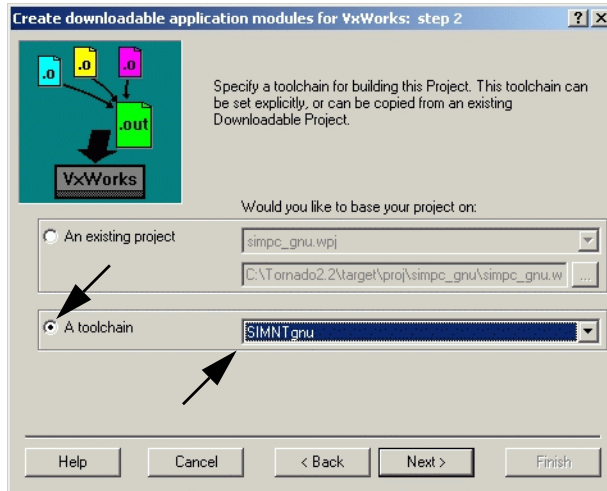 Create downloadable application modules for VxWorks: step 2
? X
.o
.o
.o
.out
VxWorks
Specify a toolchain for building this Project. This toolchain can
be set explicitly, or can be copied from an existing
Downloadable Project.
Would you like to base your project on:
An existing project
simpc_gnu.wpj
C:\Tornado2.2\target\proj\simpc_gnu\simpc_gnu.w
...
A toolchain
SIMNTgnu
Help
Cancel
< Back
Next >
Finish